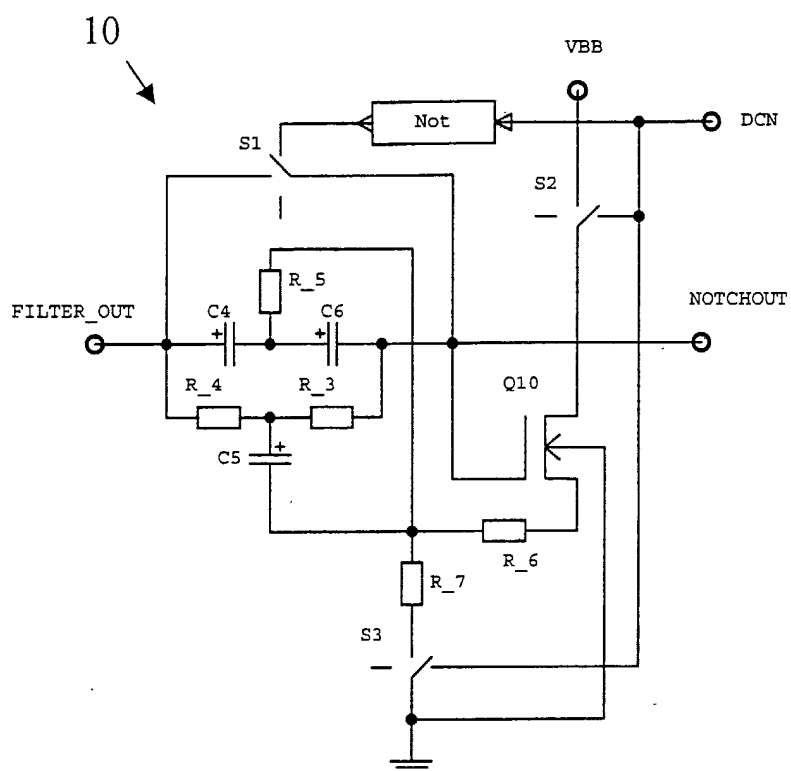 10
VBB
Not
DCN
S1
S2
R_5
FILTER_OUT
C4
C6
NOTCHOUT
R_4
R_3
Q10
C5
R_6
R_7
S3